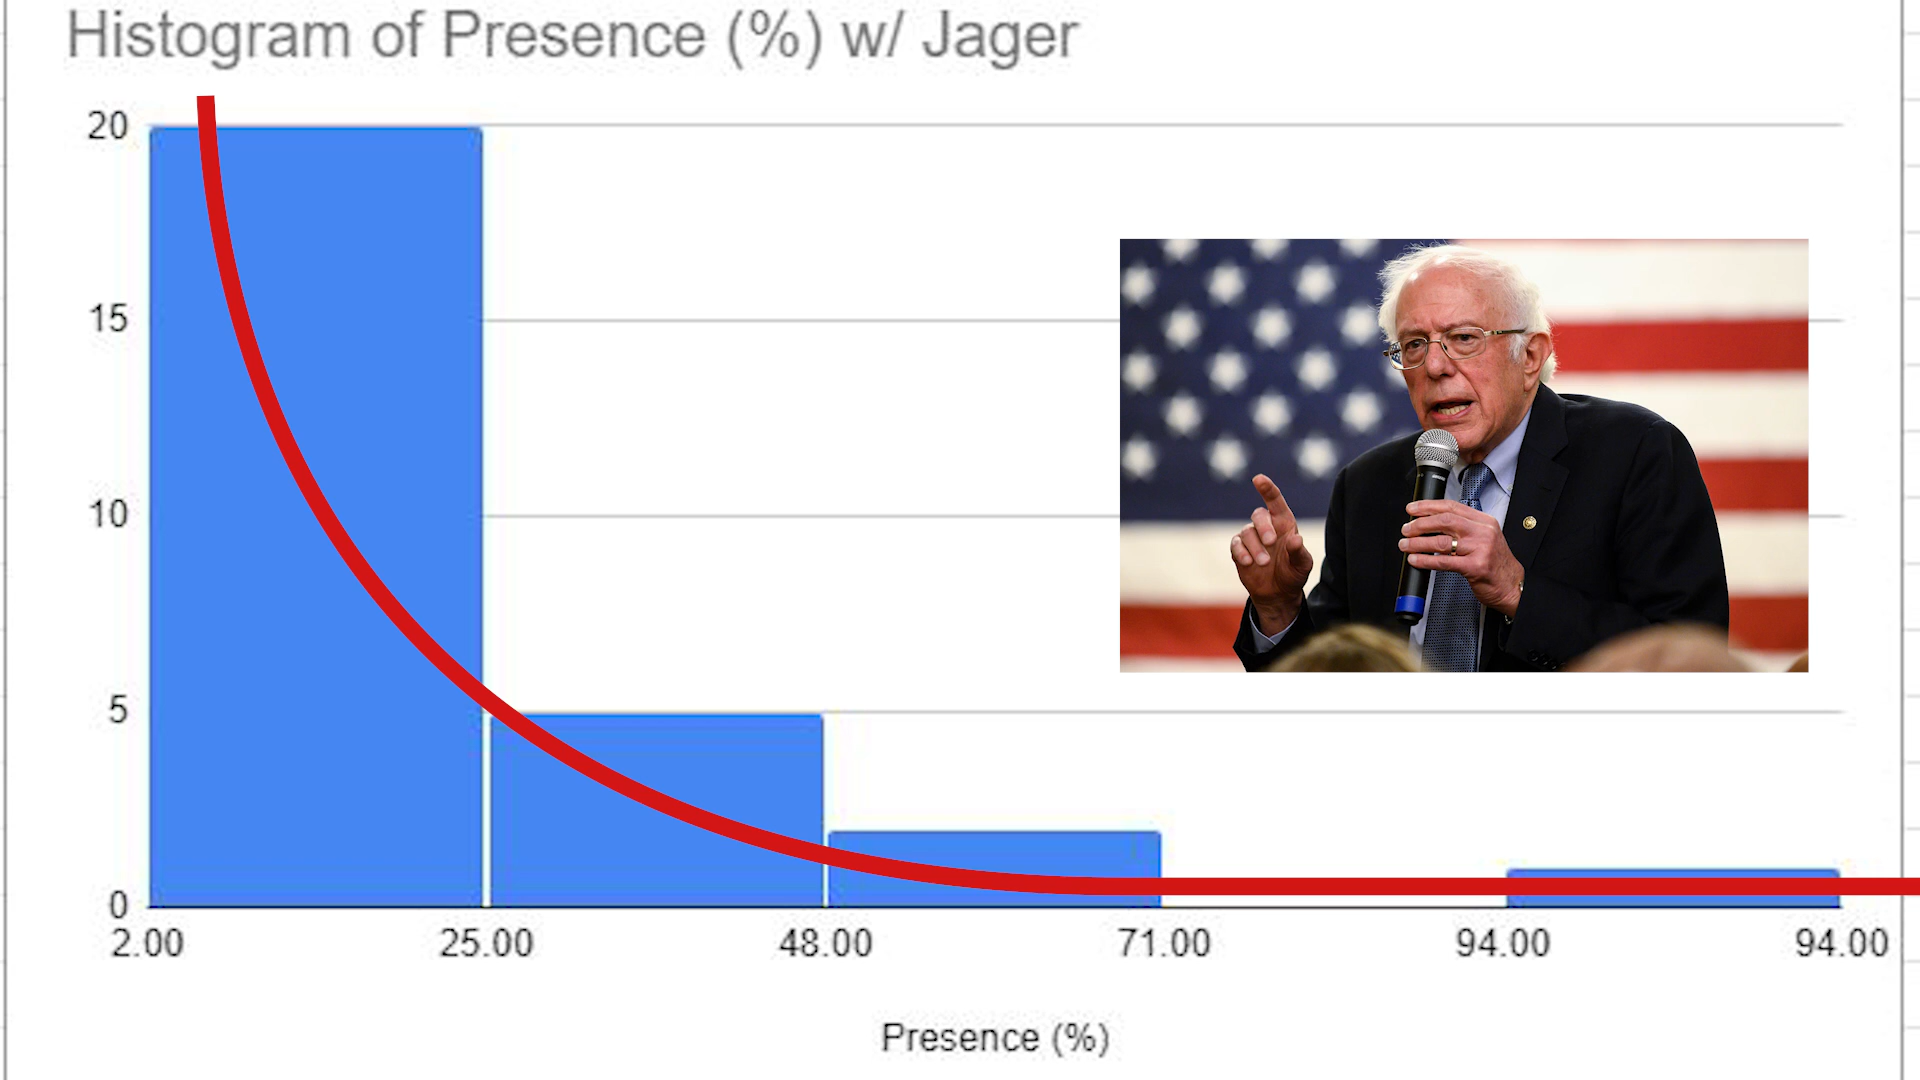 Histogram of Presence (%) w/ Jager
20
15
10
5
0
2.00 25.00 48.00 71.00 94.00 94.00
Presence (%)